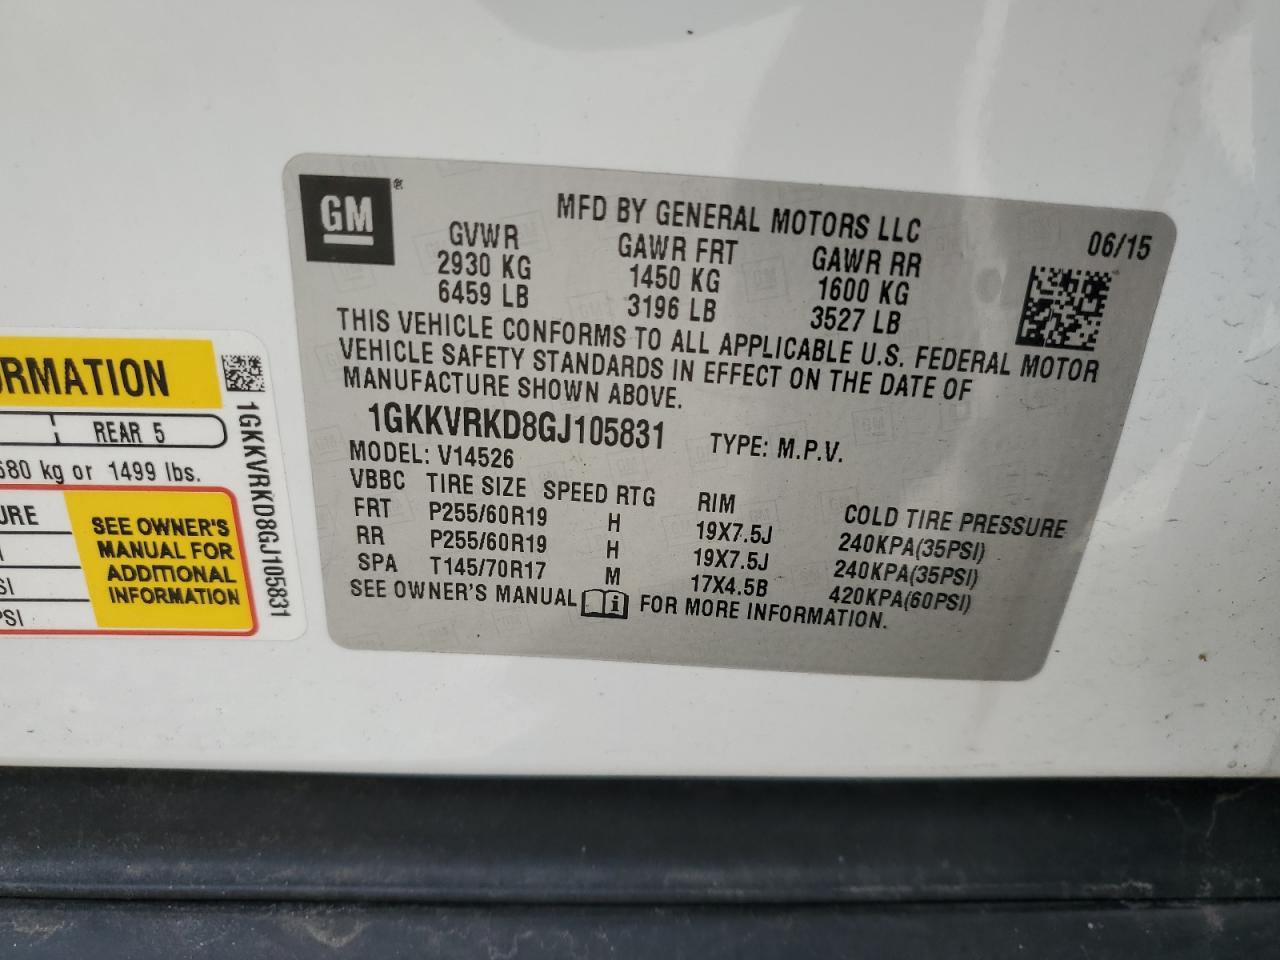 GM®
MFD BY GENERAL MOTORS LLC
06/15
GVWR GAWR FRT GAWR RR
2930 KG 1450 KG 1600 KG
6459 LB 3196 LB 3527 LB
THIS VEHICLE CONFORMS TO ALL APPLICABLE U.S. FEDERAL MOTOR
VEHICLE SAFETY STANDARDS IN EFFECT ON THE DATE OF
MANUFACTURE SHOWN ABOVE.
1GKKVRKD8GJ105831 TYPE: M.P.V.
MODEL: V14526
VBBC TIRE SIZE SPEED RTG RIM COLD TIRE PRESSURE
FRT P255/60R19 H 19X7.5J 240KPA(35PSI)
RR P255/60R19 H 19X7.5J 240KPA(35PSI)
SPA T145/70R17 M 17X4.5B 420KPA(60PSI)
SEE OWNER'S MANUAL i FOR MORE INFORMATION.
RMATION
REAR 5
680 kg or 1499 lbs.
URE
SI
PSI
SEE OWNER'S
MANUAL FOR
ADDITIONAL
INFORMATION
1GKKVRKD8GJ105831